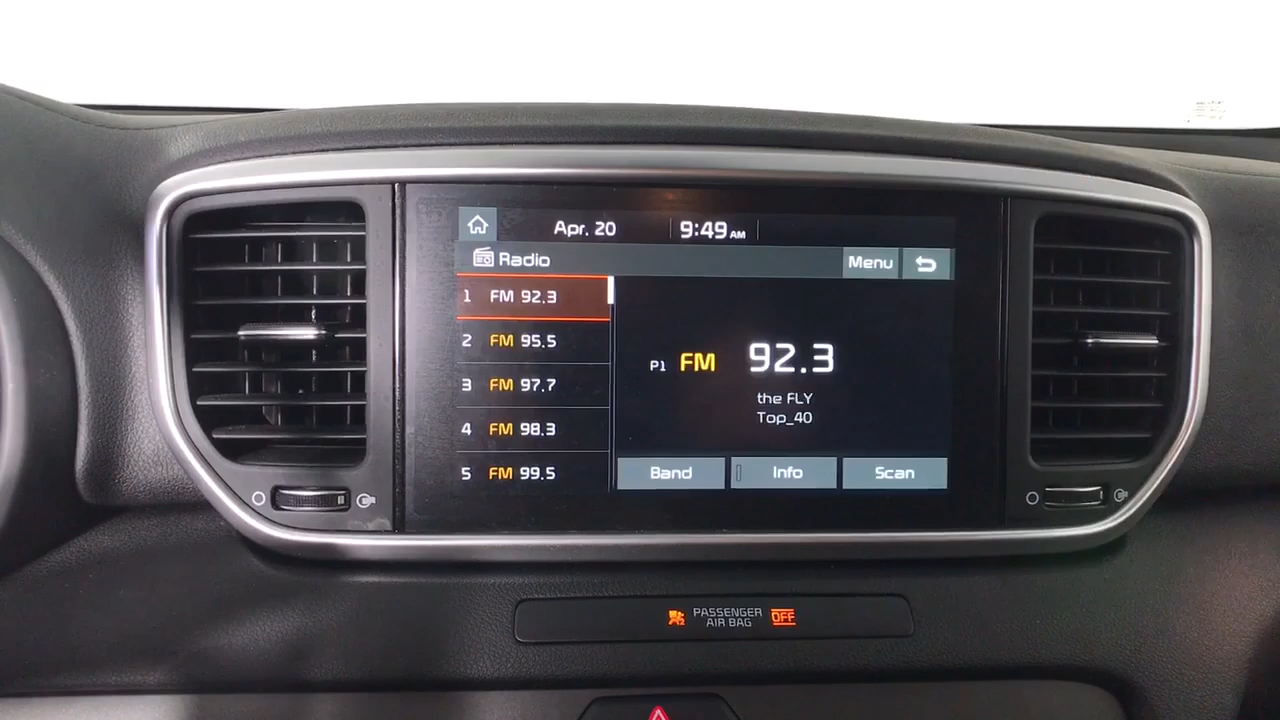 Apr. 20 9:49 AM
Radio Menu
1 FM 92.3
2 FM 95.5
3 FM 97.7
4 FM 98.3
5 FM 99.5
P1 FM 92.3
the FLY
Top_40
Band Info Scan
PASSENGER
AIR BAG
OFF